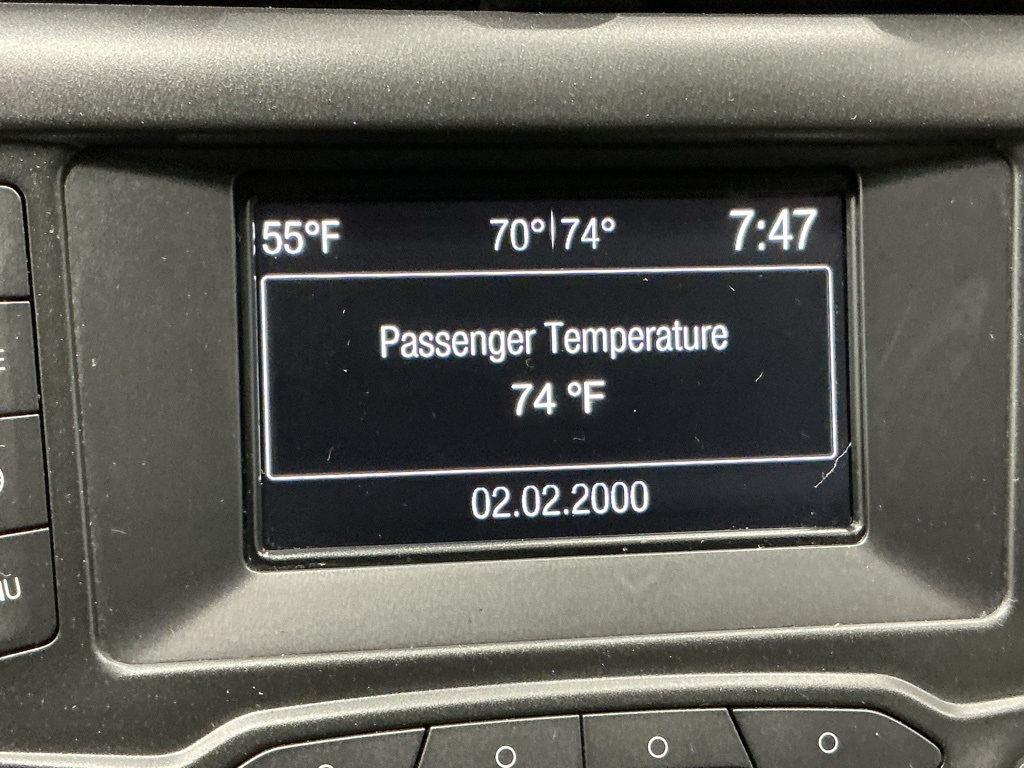 55°F 70°|74° 7:47
Passenger Temperature
74 °F
02.02.2000